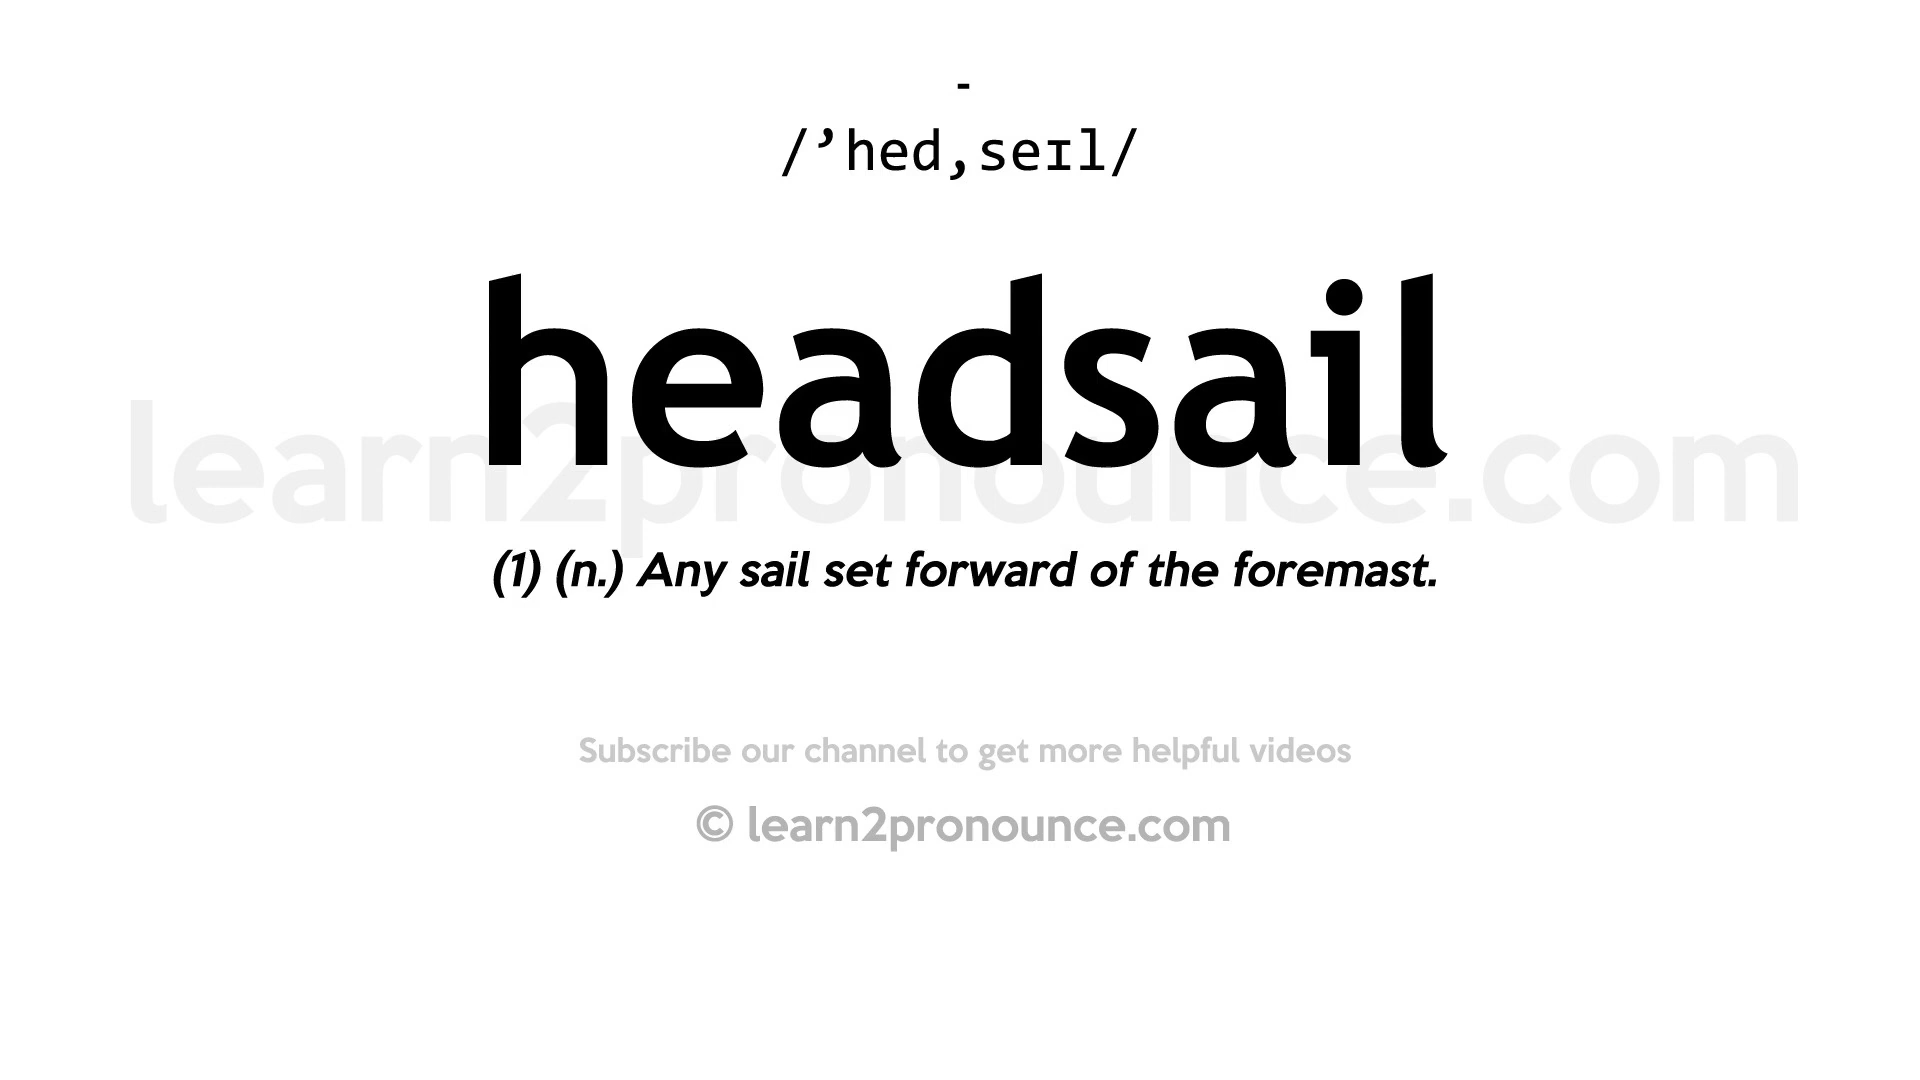 -
/’hed,seɪl/
headsail
learn2pronounce.com
(1) (n.) Any sail set forward of the foremast.
Subscribe our channel to get more helpful videos
© learn2pronounce.com